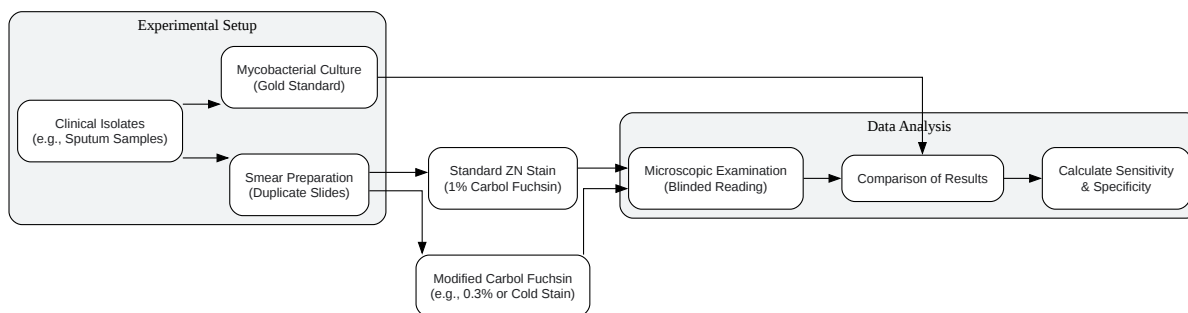 Experimental Setup
Mycobacterial Culture
(Gold Standard)
Clinical Isolates
(e.g., Sputum Samples)
Smear Preparation
(Duplicate Slides)
Standard ZN Stain
(1% Carbol Fuchsin)
Modified Carbol Fuchsin
(e.g., 0.3% or Cold Stain)
Data Analysis
Microscopic Examination
(Blinded Reading)
Comparison of Results
Calculate Sensitivity
& Specificity